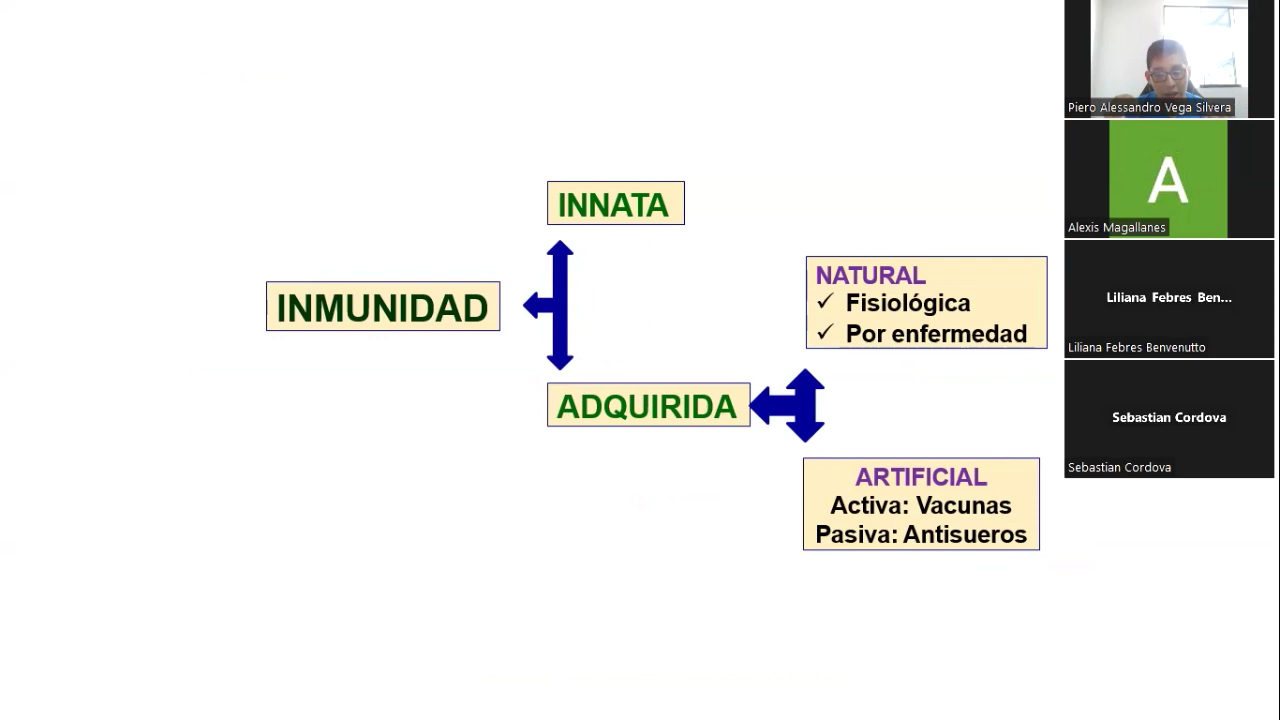 INNATA
INMUNIDAD
NATURAL
✓ Fisiológica
✓ Por enfermedad
ADQUIRIDA
ARTIFICIAL
Activa: Vacunas
Pasiva: Antisueros
Piero Alessandro Vega Silvera
A
Alexis Magallanes
Liliana Febres Ben...
Liliana Febres Benvenutto
Sebastian Cordova
Sebastian Cordova